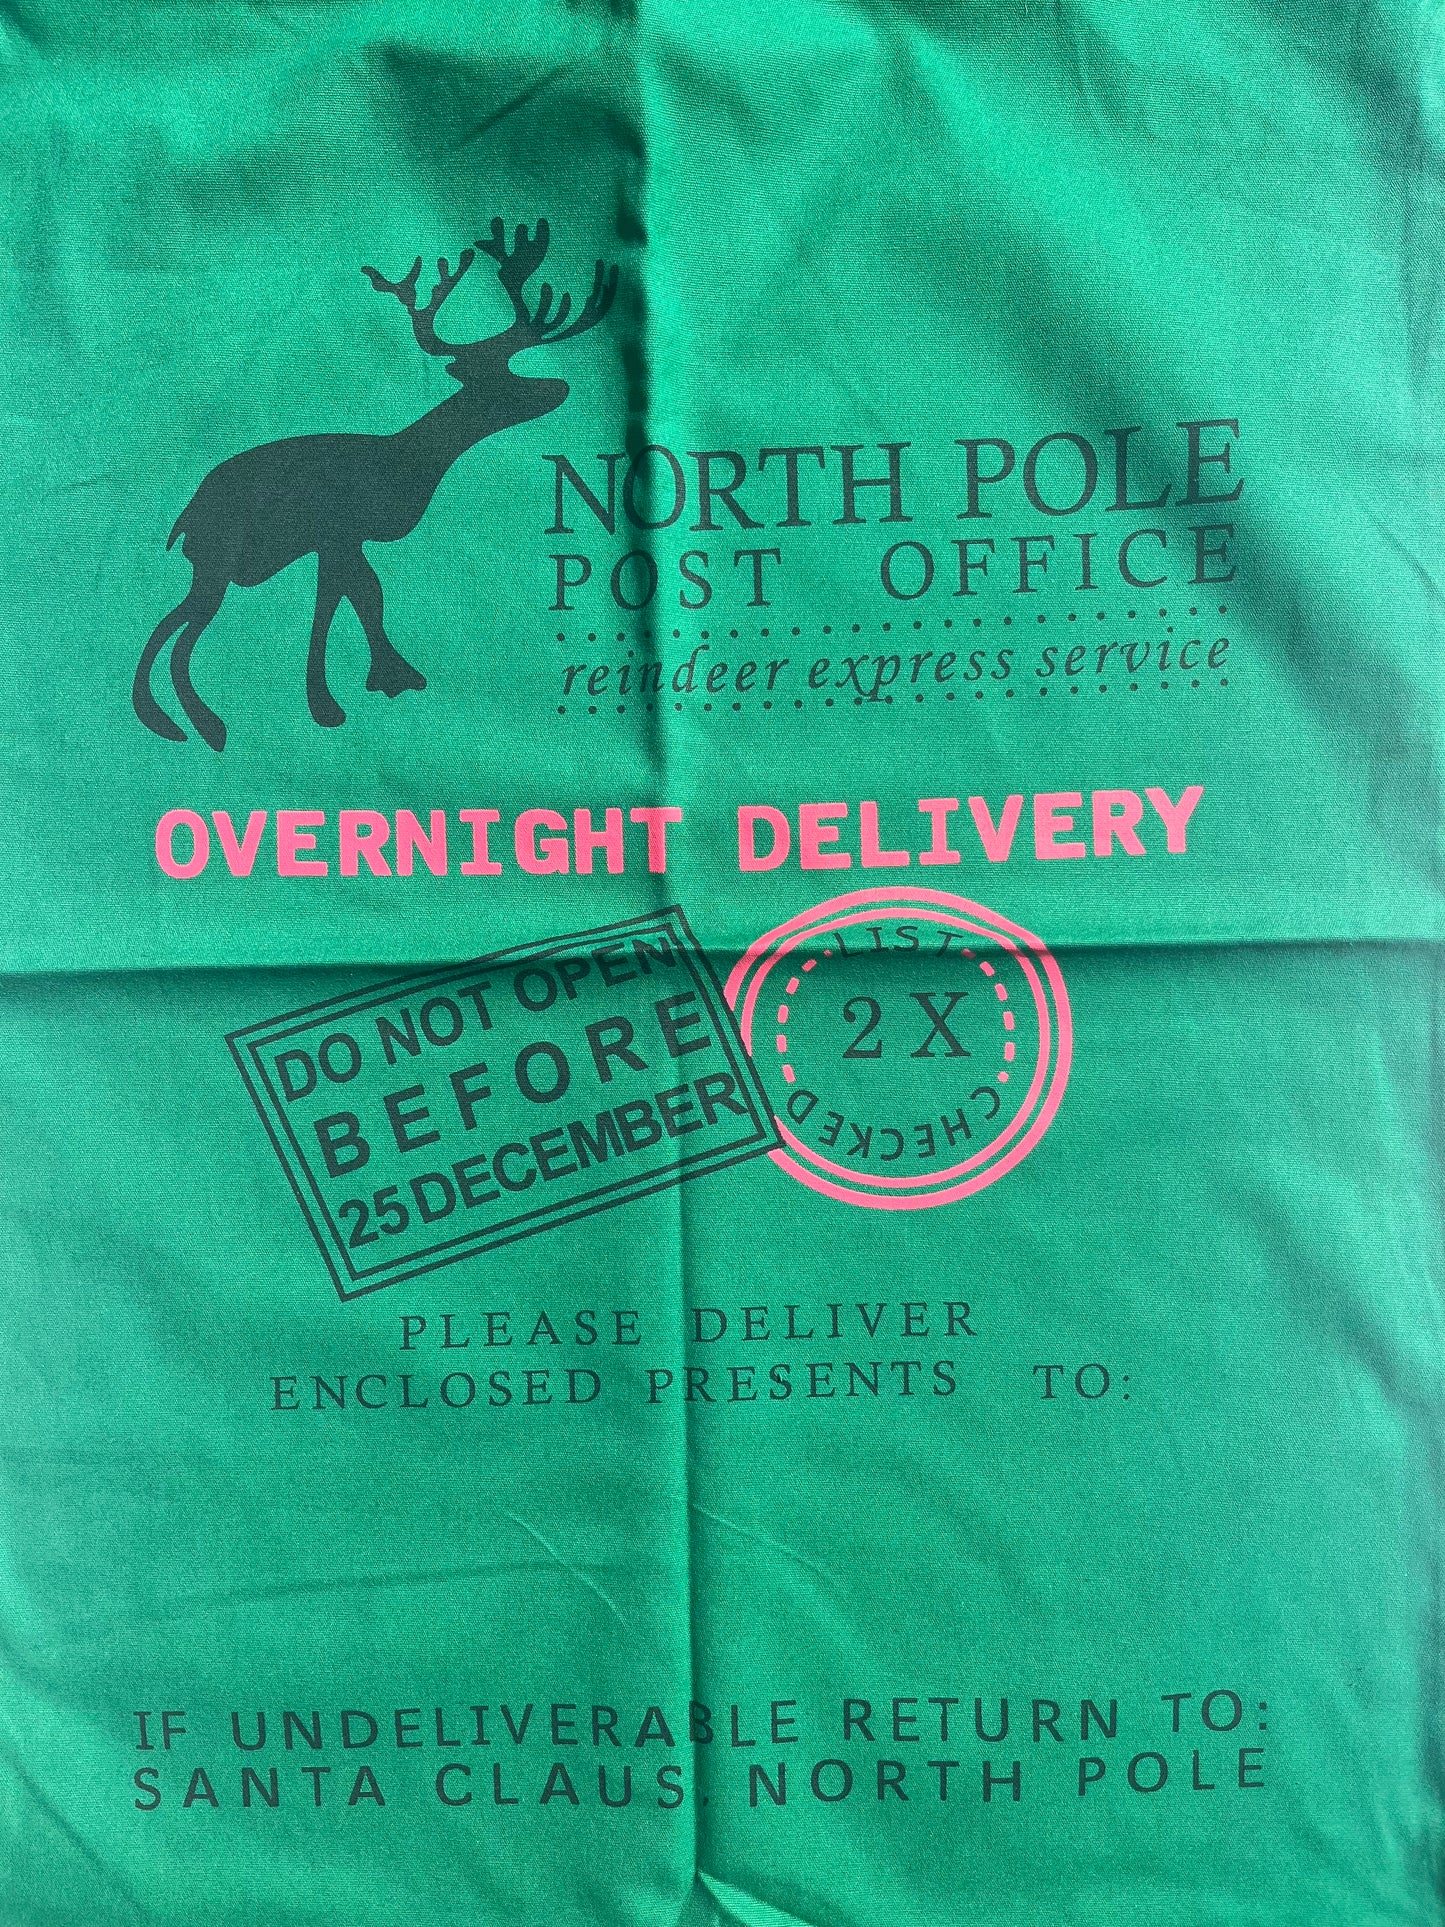 NORTH POLE
POST OFFICE
reindeer express service
OVERNIGHT DELIVERY
DO NOT OPEN
BEFORE
25 DECEMBER
LIST
2 X
CHECKED
PLEASE DELIVER
ENCLOSED PRESENTS TO:
IF UNDELIVERABLE RETURN TO:
SANTA CLAUS, NORTH POLE